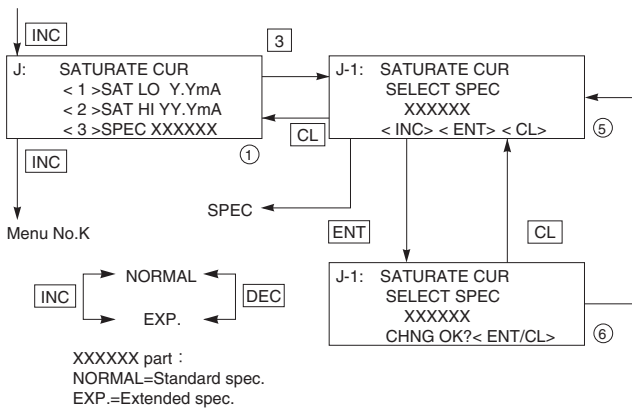 INC
J: SATURATE CUR
< 1 >SAT LO Y.YmA
< 2 >SAT HI YY.YmA
< 3 >SPEC XXXXXX
①
INC
Menu No.K
3
CL
J-1: SATURATE CUR
SELECT SPEC
XXXXXX
< INC> < ENT> < CL>
⑤
SPEC
ENT
CL
J-1: SATURATE CUR
SELECT SPEC
XXXXXX
CHNG OK?< ENT/CL>
⑥
INC
NORMAL
DEC
EXP.
XXXXXX part :
NORMAL=Standard spec.
EXP.=Extended spec.